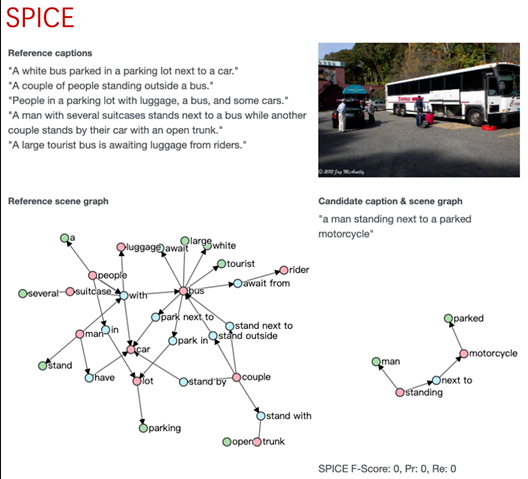 SPICE
Reference captions
"A white bus parked in a parking lot next to a car."
"A couple of people standing outside a bus."
"People in a parking lot with luggage, a bus, and some cars."
"A man with several suitcases stands next to a bus while another
couple stands by their car with an open trunk."
"A large tourist bus is awaiting luggage from riders."
© 2012 Jay McAnally
Reference scene graph
Candidate caption & scene graph
"a man standing next to a parked
motorcycle"
a
luggage
await
large
white
tourist
rider
people
several
suitcase
with
bus
await from
park next to
stand next to
man
in
park in
stand outside
car
stand
have
lot
stand by
couple
parking
stand with
open
trunk
parked
man
motorcycle
next to
standing
SPICE F-Score: 0, Pr: 0, Re: 0